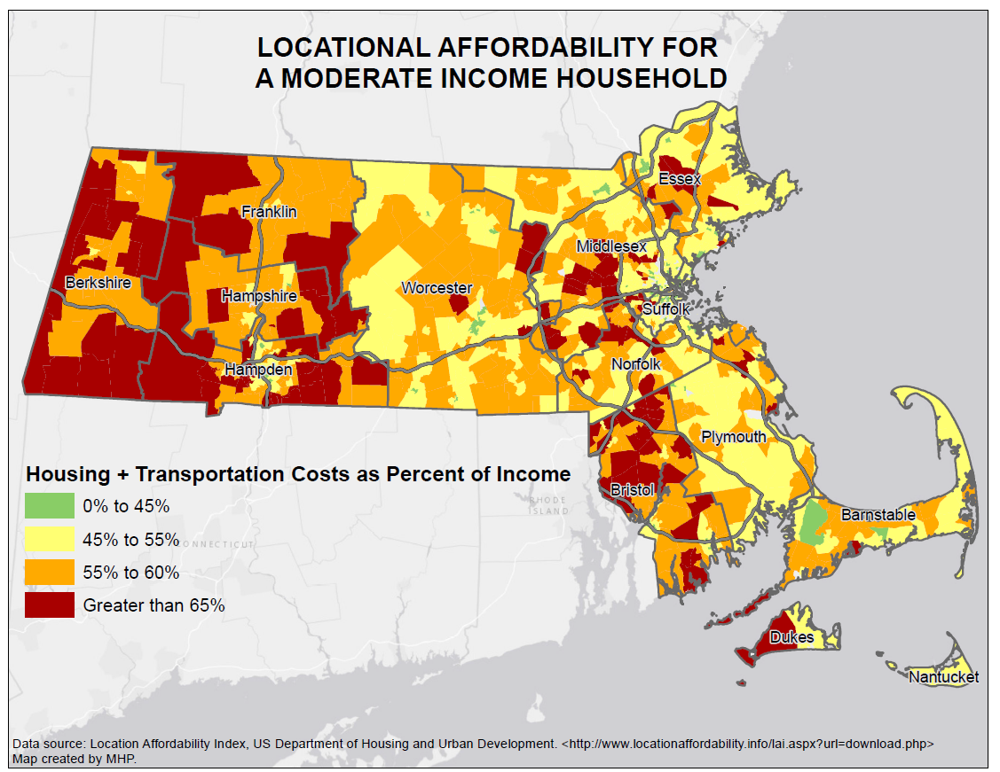 LOCATIONAL AFFORDABILITY FOR
A MODERATE INCOME HOUSEHOLD
Essex
Franklin
Middlesex
Berkshire
Hampshire
Worcester
Suffolk
Hampden
Norfolk
Plymouth
Bristol
Barnstable
Dukes
Nantucket
RHODE
ISLAND
CONNECTICUT
Housing + Transportation Costs as Percent of Income
0% to 45%
45% to 55%
55% to 60%
Greater than 65%
Data source: Location Affordability Index, US Department of Housing and Urban Development. <http://www.locationaffordability.info/lai.aspx?url=download.php>
Map created by MHP.